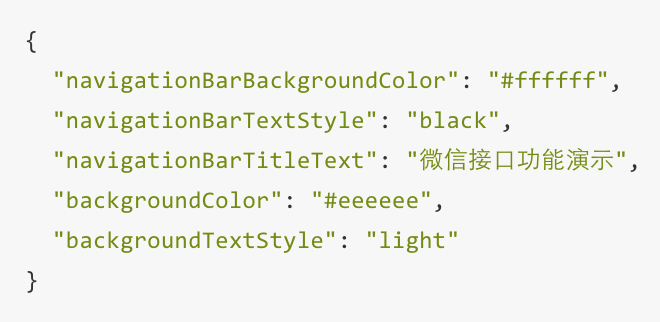 {
  "navigationBarBackgroundColor": "#ffffff",
  "navigationBarTextStyle": "black",
  "navigationBarTitleText": "微信接口功能演示",
  "backgroundColor": "#eeeeee",
  "backgroundTextStyle": "light"
}